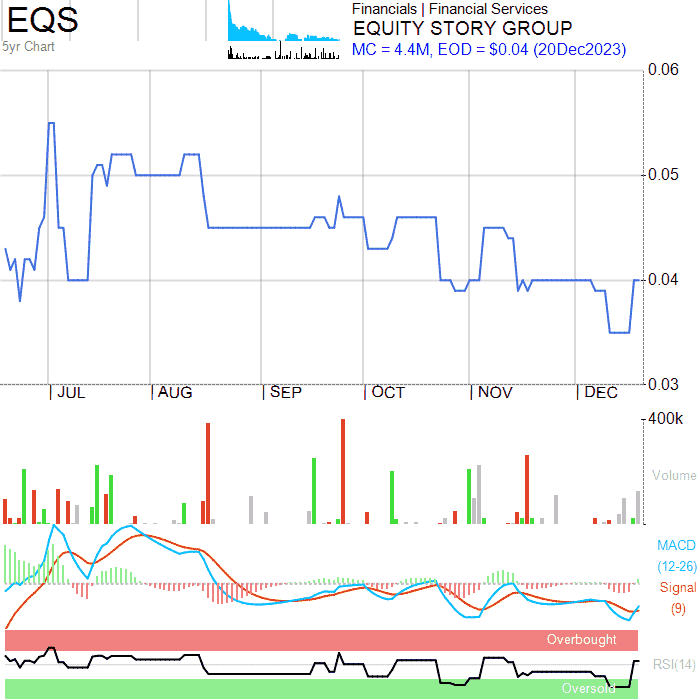 EQS
Financials | Financial Services
EQUITY STORY GROUP
5yr Chart
MC = 4.4M, EOD = $0.04 (20Dec2023)
0.06
0.05
0.04
0.03
JUL AUG SEP OCT NOV DEC
400k
Volume
MACD
(12-26)
Signal
(9)
Overbought
RSI(14)
Oversold